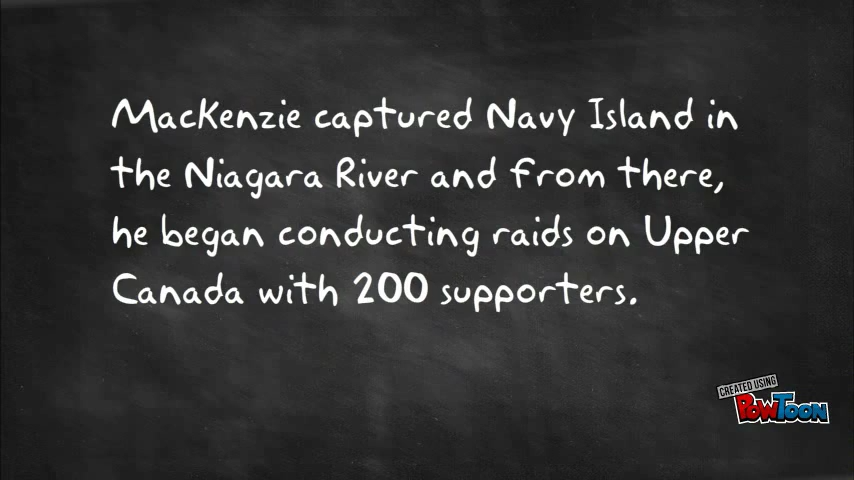 MacKenzie captured Navy Island in
the Niagara River and from there,
he began conducting raids on Upper
Canada with 200 supporters.
CREATED USING
POWTOON